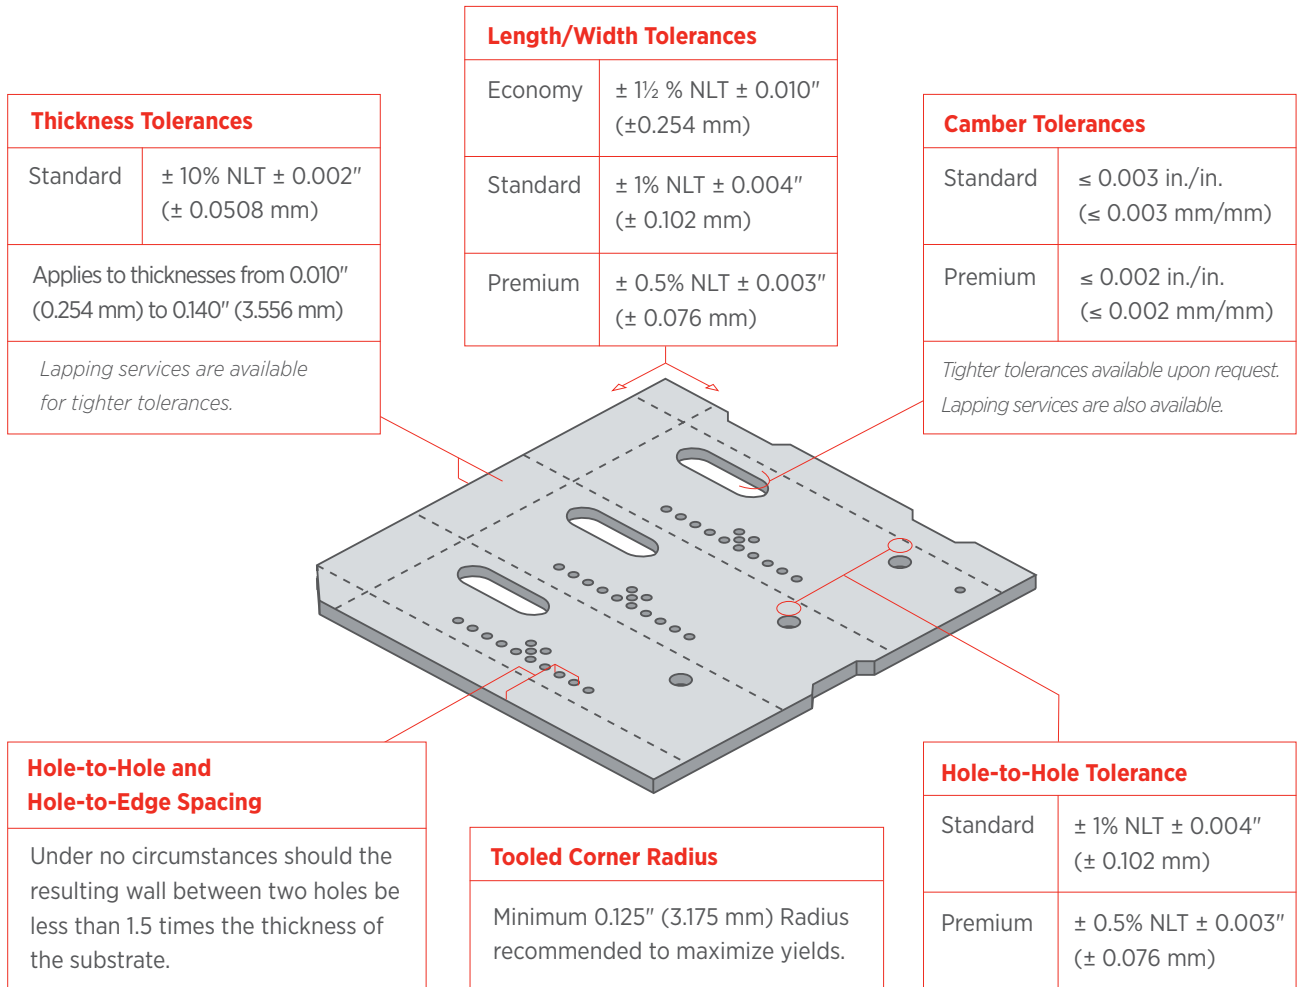 Length/Width Tolerances
Economy
± 1½ % NLT ± 0.010"
(±0.254 mm)
Standard
± 1% NLT ± 0.004"
(± 0.102 mm)
Premium
± 0.5% NLT ± 0.003"
(± 0.076 mm)
Thickness Tolerances
Standard
± 10% NLT ± 0.002"
(± 0.0508 mm)
Applies to thicknesses from 0.010"
(0.254 mm) to 0.140" (3.556 mm)
Lapping services are available
for tighter tolerances.
Camber Tolerances
Standard
≤ 0.003 in./in.
(≤ 0.003 mm/mm)
Premium
≤ 0.002 in./in.
(≤ 0.002 mm/mm)
Tighter tolerances available upon request.
Lapping services are also available.
Hole-to-Hole and
Hole-to-Edge Spacing
Under no circumstances should the
resulting wall between two holes be
less than 1.5 times the thickness of
the substrate.
Tooled Corner Radius
Minimum 0.125" (3.175 mm) Radius
recommended to maximize yields.
Hole-to-Hole Tolerance
Standard
± 1% NLT ± 0.004"
(± 0.102 mm)
Premium
± 0.5% NLT ± 0.003"
(± 0.076 mm)